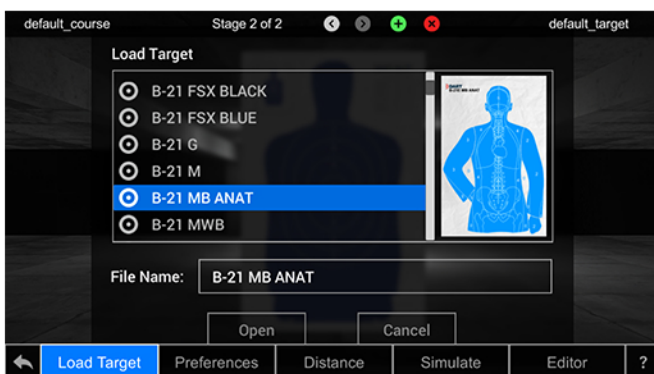 default_course Stage 2 of 2 default_target
Load Target
B-21 FSX BLACK
B-21 FSX BLUE
B-21 G
B-21 M
B-21 MB ANAT
B-21 MWB
File Name: B-21 MB ANAT
Open Cancel
Load Target Preferences Distance Simulate Editor ?